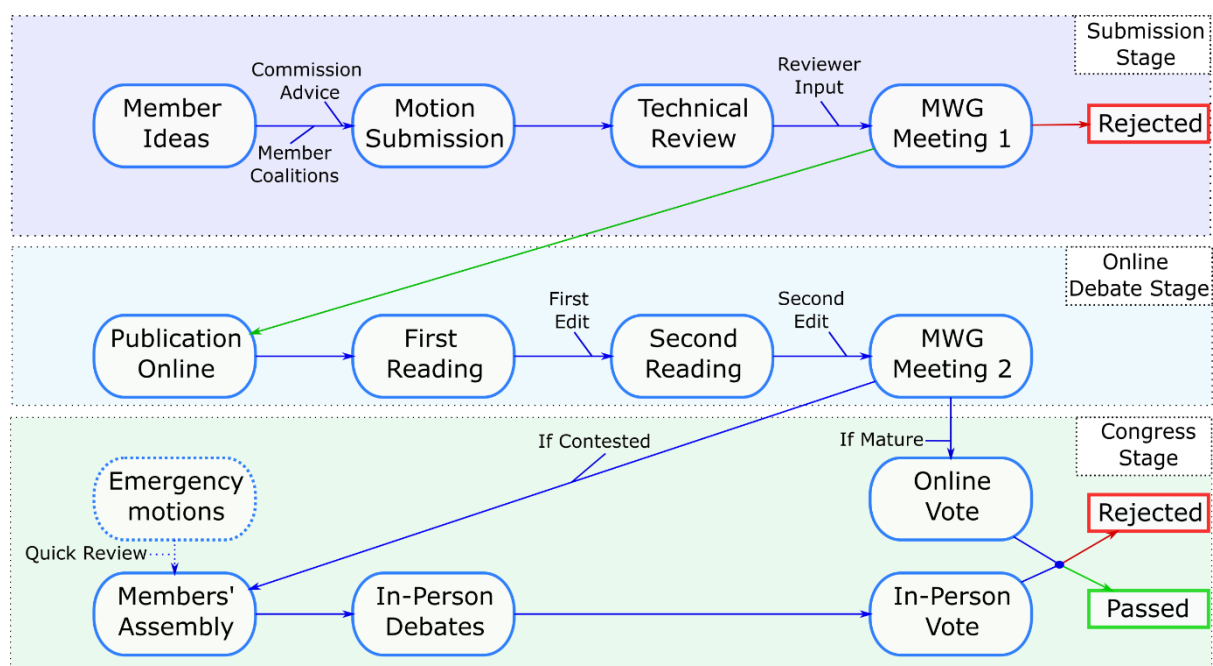 Submission
Stage
Commission
Advice
Reviewer
Input
Member
Ideas
Motion
Submission
Technical
Review
MWG
Meeting 1
Rejected
Member
Coalitions
Online
Debate Stage
First
Edit
Second
Edit
Publication
Online
First
Reading
Second
Reading
MWG
Meeting 2
Congress
Stage
If Contested
If Mature
Emergency
motions
Online
Vote
Rejected
Quick Review
Members'
Assembly
In-Person
Debates
In-Person
Vote
Passed